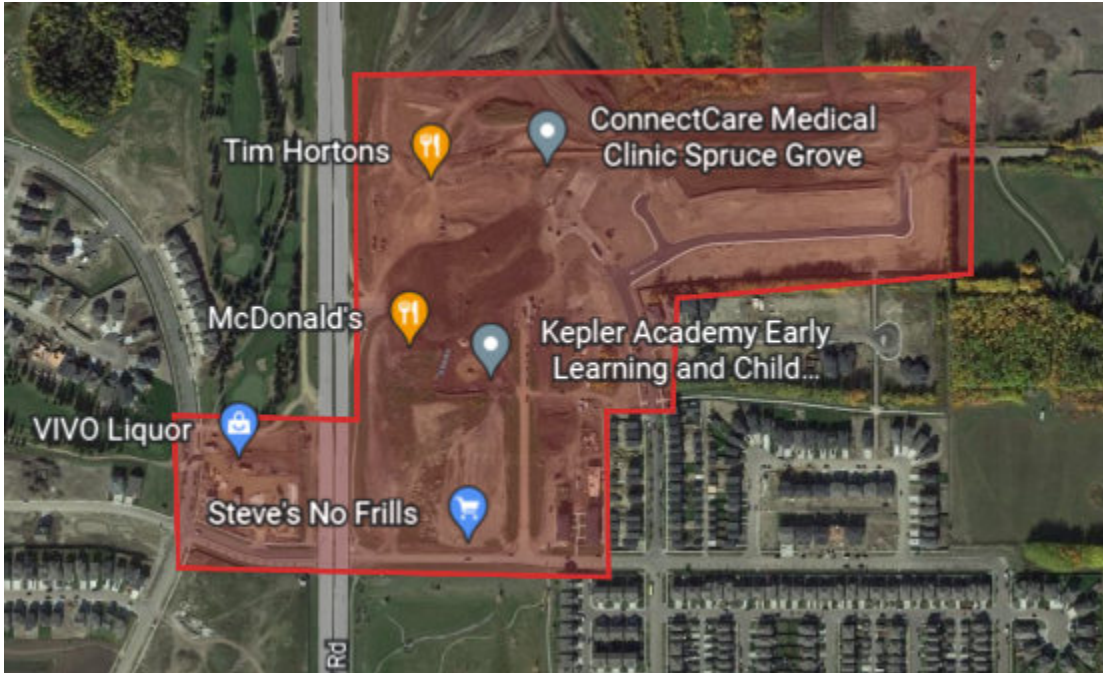 ConnectCare Medical
Clinic Spruce Grove
Tim Hortons
McDonald's
Kepler Academy Early
Learning and Child...
VIVO Liquor
Steve's No Frills
Rd